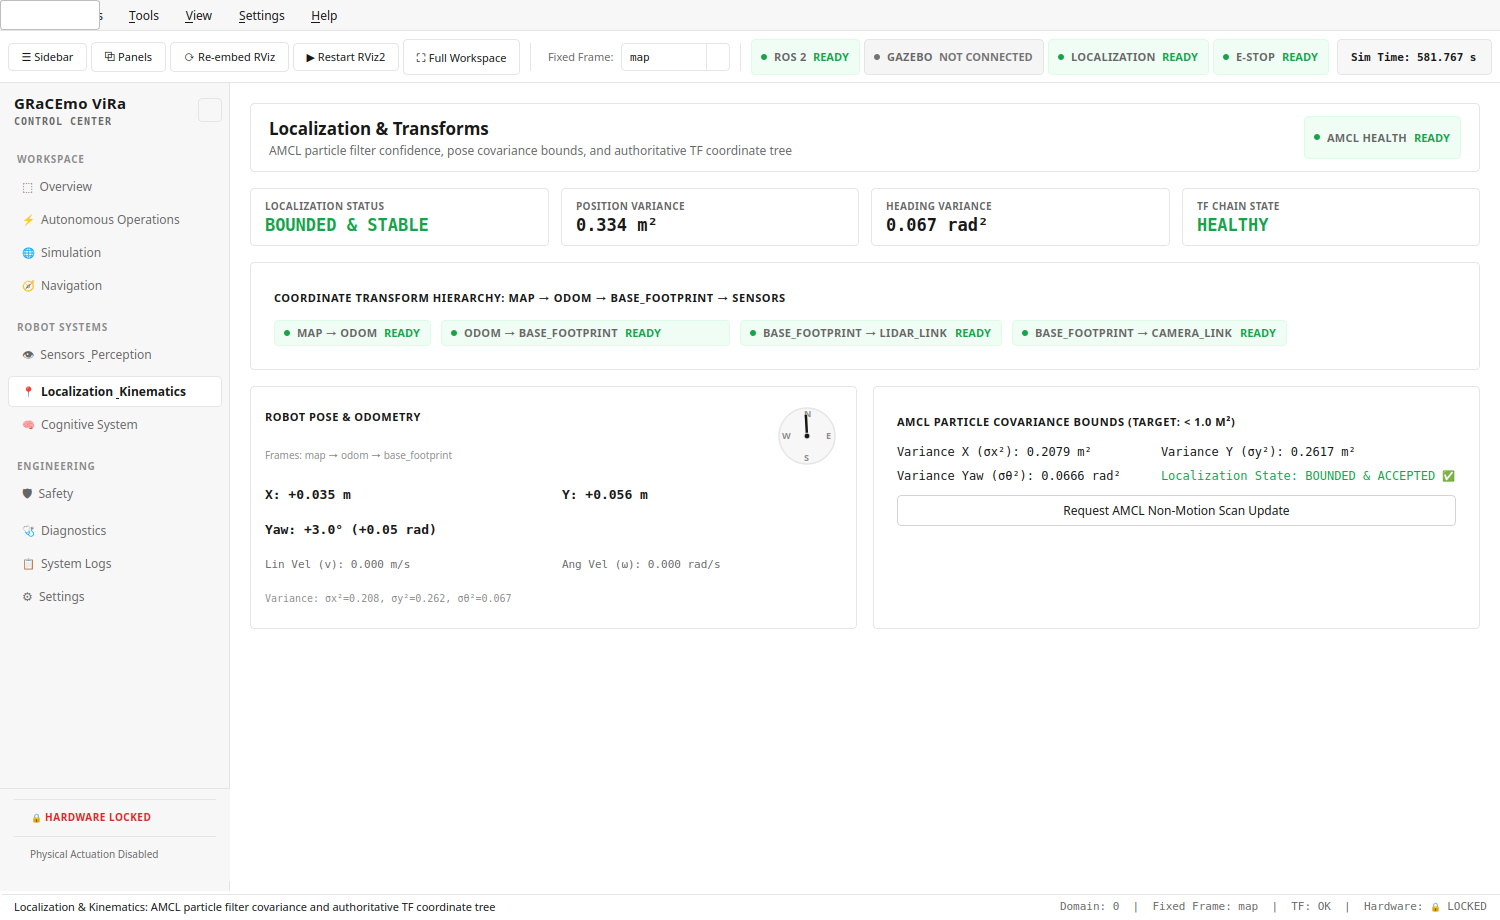 s Tools View Settings Help
☰ Sidebar Panels ⟳ Re-embed RViz ▶ Restart RViz2 ⛶ Full Workspace Fixed Frame: map ● ROS 2 READY ● GAZEBO NOT CONNECTED ● LOCALIZATION READY ● E-STOP READY Sim Time: 581.767 s
GRaCEmo ViRa
CONTROL CENTER
WORKSPACE
Overview
⚡ Autonomous Operations
🌐 Simulation
🧭 Navigation
ROBOT SYSTEMS
👁 Sensors _Perception
📍 Localization _Kinematics
🧠 Cognitive System
ENGINEERING
🛡 Safety
🩺 Diagnostics
📋 System Logs
⚙ Settings
🔒 HARDWARE LOCKED
Physical Actuation Disabled
Localization & Transforms
AMCL particle filter confidence, pose covariance bounds, and authoritative TF coordinate tree
● AMCL HEALTH READY
LOCALIZATION STATUS
BOUNDED & STABLE
POSITION VARIANCE
0.334 m²
HEADING VARIANCE
0.067 rad²
TF CHAIN STATE
HEALTHY
COORDINATE TRANSFORM HIERARCHY: MAP → ODOM → BASE_FOOTPRINT → SENSORS
● MAP → ODOM READY ● ODOM → BASE_FOOTPRINT READY ● BASE_FOOTPRINT → LIDAR_LINK READY ● BASE_FOOTPRINT → CAMERA_LINK READY
ROBOT POSE & ODOMETRY
N
W E
S
Frames: map → odom → base_footprint
X: +0.035 m Y: +0.056 m
Yaw: +3.0° (+0.05 rad)
Lin Vel (v): 0.000 m/s Ang Vel (ω): 0.000 rad/s
Variance: σx²=0.208, σy²=0.262, σθ²=0.067
AMCL PARTICLE COVARIANCE BOUNDS (TARGET: < 1.0 M²)
Variance X (σx²): 0.2079 m² Variance Y (σy²): 0.2617 m²
Variance Yaw (σθ²): 0.0666 rad² Localization State: BOUNDED & ACCEPTED ✅
Request AMCL Non-Motion Scan Update
Localization & Kinematics: AMCL particle filter covariance and authoritative TF coordinate tree
Domain: 0 | Fixed Frame: map | TF: OK | Hardware: 🔒 LOCKED